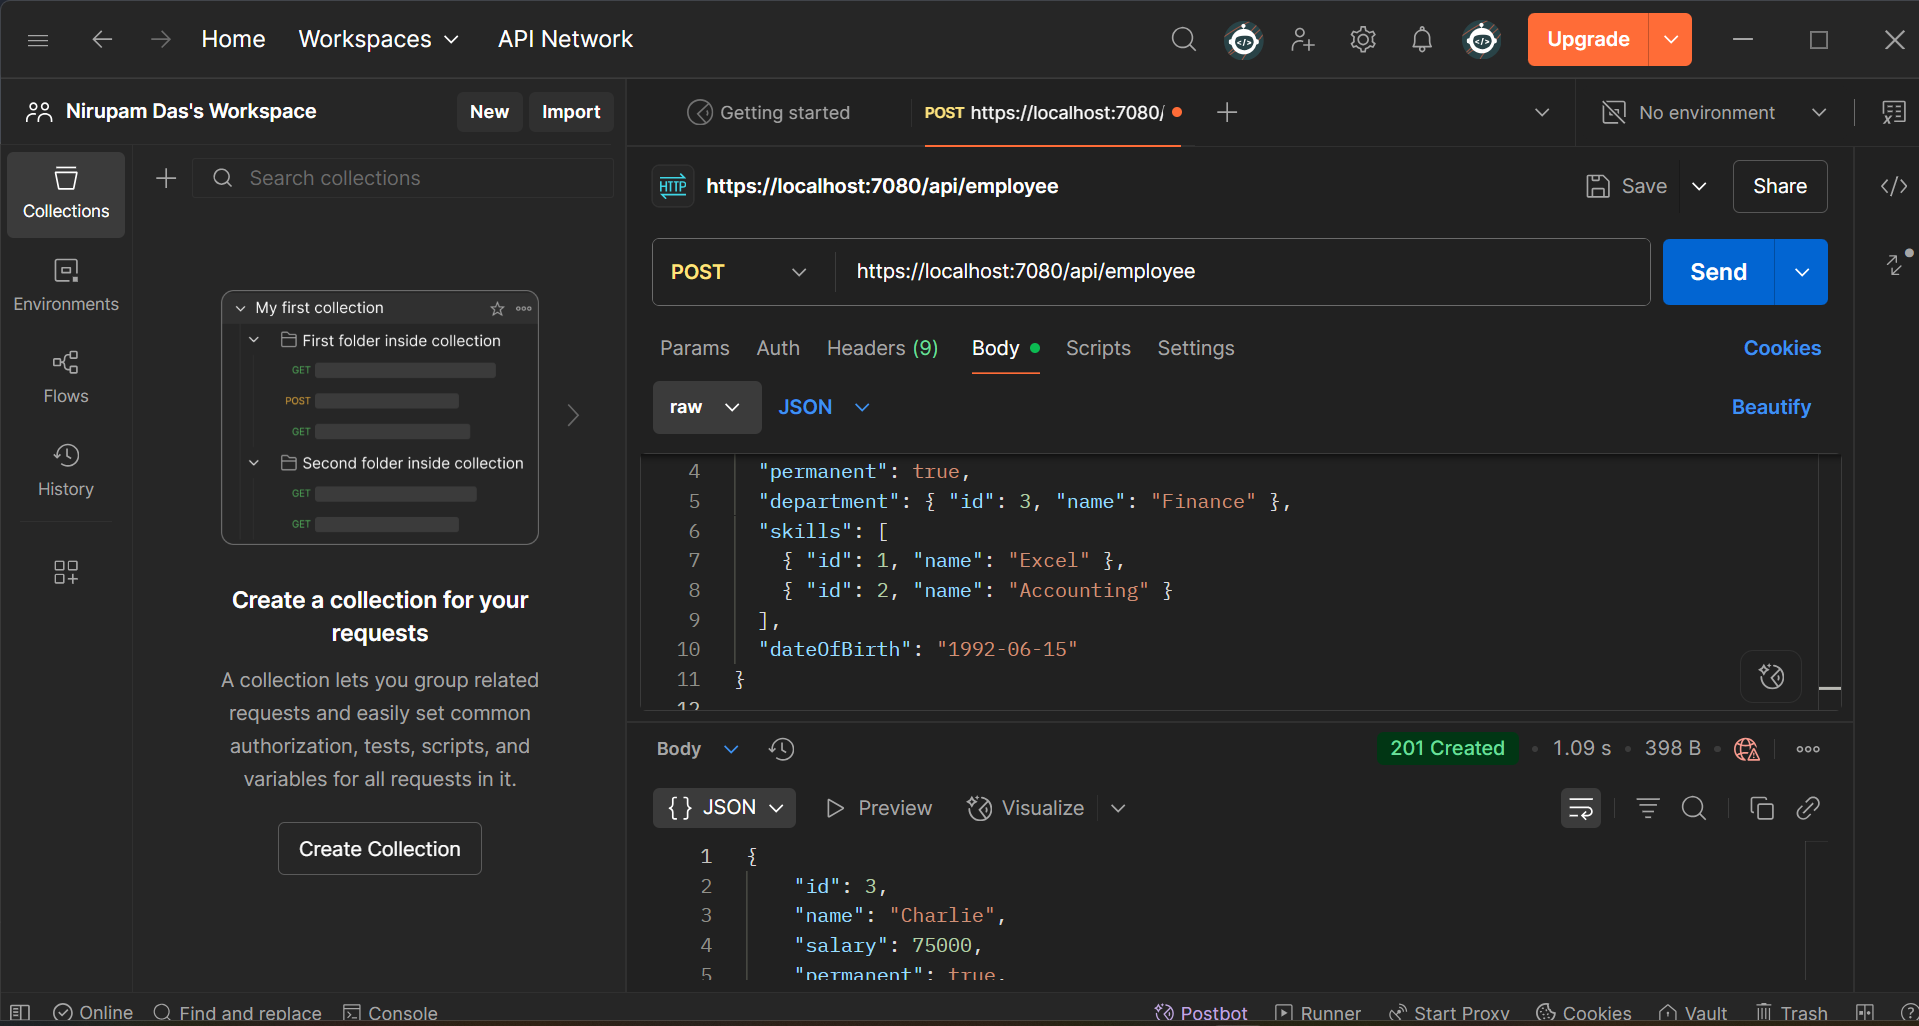 Home Workspaces API Network Upgrade
Nirupam Das's Workspace New Import
Getting started POST https://localhost:7080/ No environment
Collections
Search collections
HTTP https://localhost:7080/api/employee Save Share
Environments
Flows
History
My first collection
First folder inside collection
GET
POST
GET
Second folder inside collection
GET
GET
Create a collection for your
requests
A collection lets you group related
requests and easily set common
authorization, tests, scripts, and
variables for all requests in it.
Create Collection
POST https://localhost:7080/api/employee Send
Params Auth Headers (9) Body Scripts Settings Cookies
raw JSON Beautify
4 "permanent": true,
5 "department": { "id": 3, "name": "Finance" },
6 "skills": [
7 { "id": 1, "name": "Excel" },
8 { "id": 2, "name": "Accounting" }
9 ],
10 "dateOfBirth": "1992-06-15"
11 }
12
Body 201 Created • 1.09 s • 398 B •
{} JSON Preview Visualize
1 {
2 "id": 3,
3 "name": "Charlie",
4 "salary": 75000,
5 "permanent": true,
Online Find and replace Console Postbot Runner Start Proxy Cookies Vault Trash